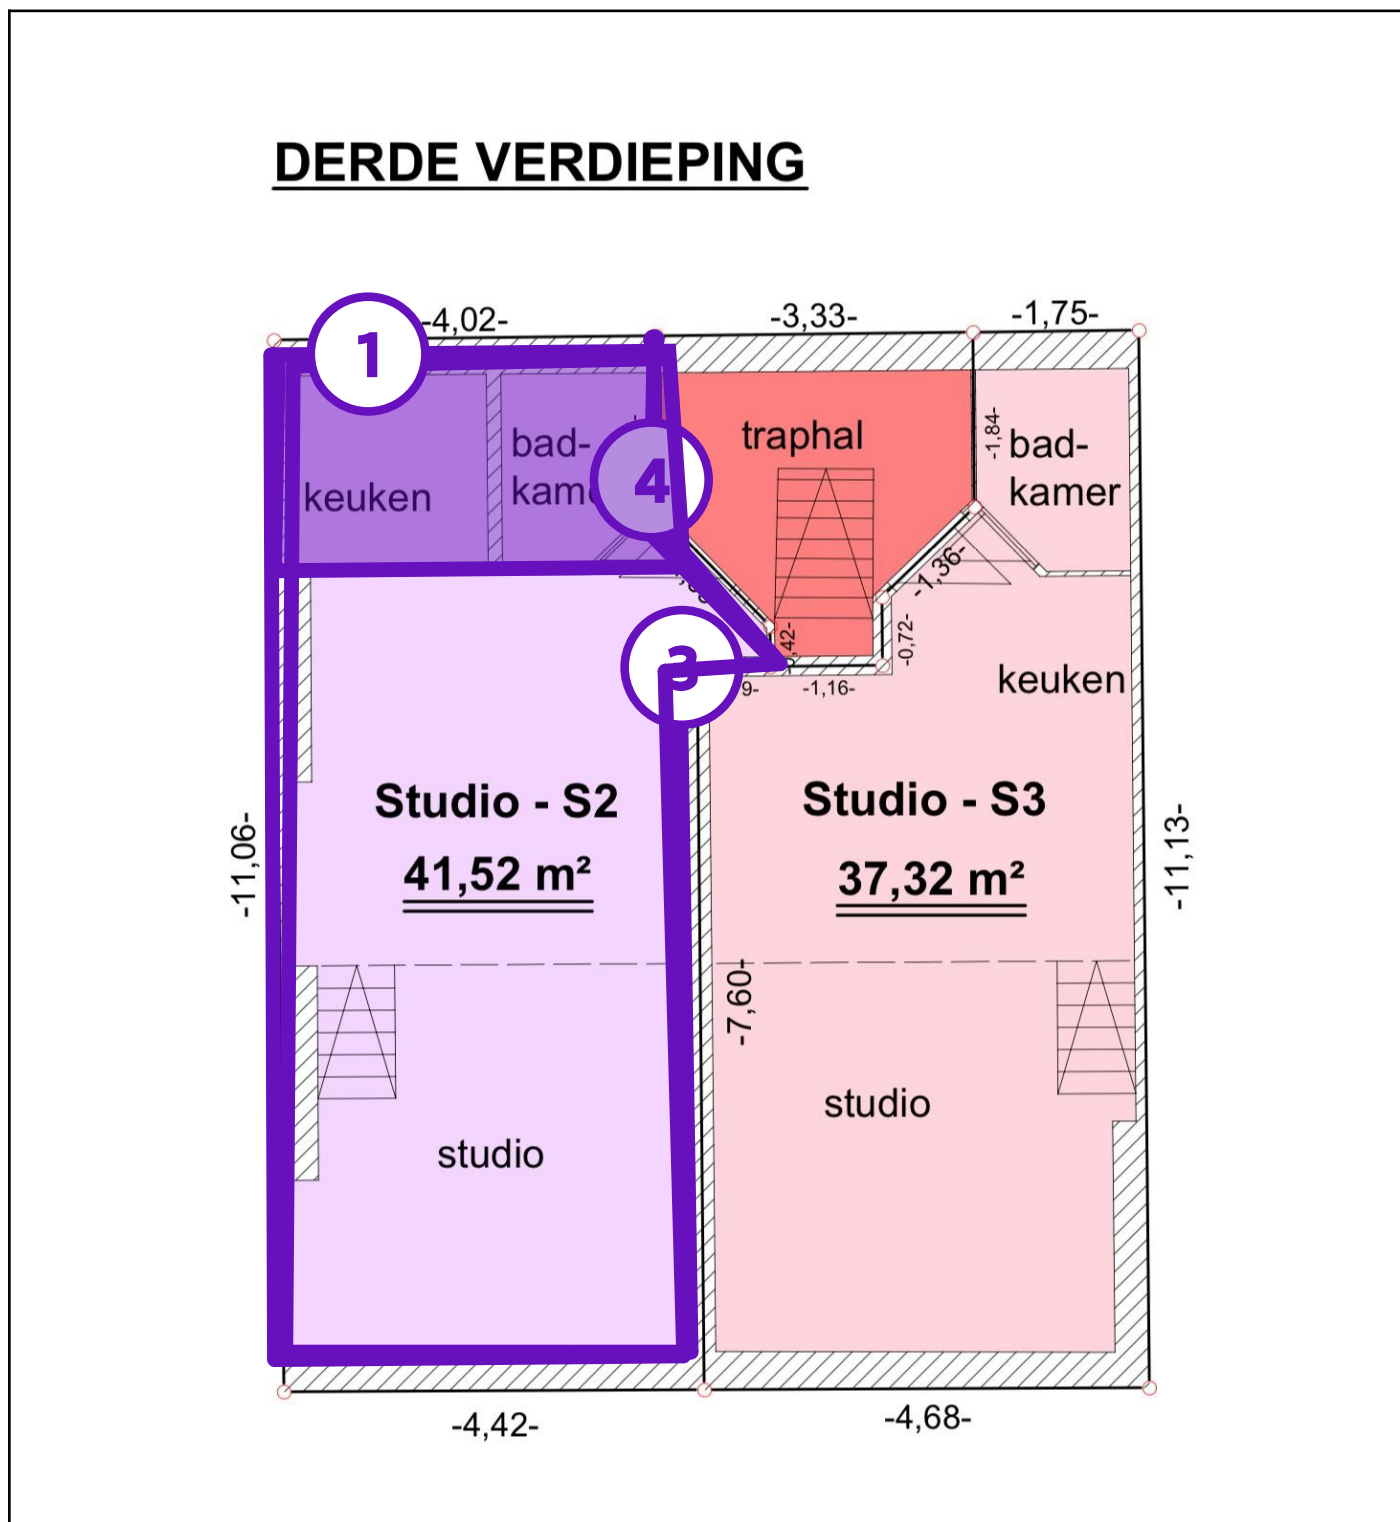 DERDE VERDIEPING
-4,02-
-3,33-
-1,75-
1
keuken
bad-
4
traphal
-1,84-
bad-
kamer
-1,36-
-0,72-
3
9-
-1,16-
keuken
Studio - S2
41,52 m²
Studio - S3
37,32 m²
-11,06-
-11,13-
-7,60-
studio
studio
-4,42-
-4,68-